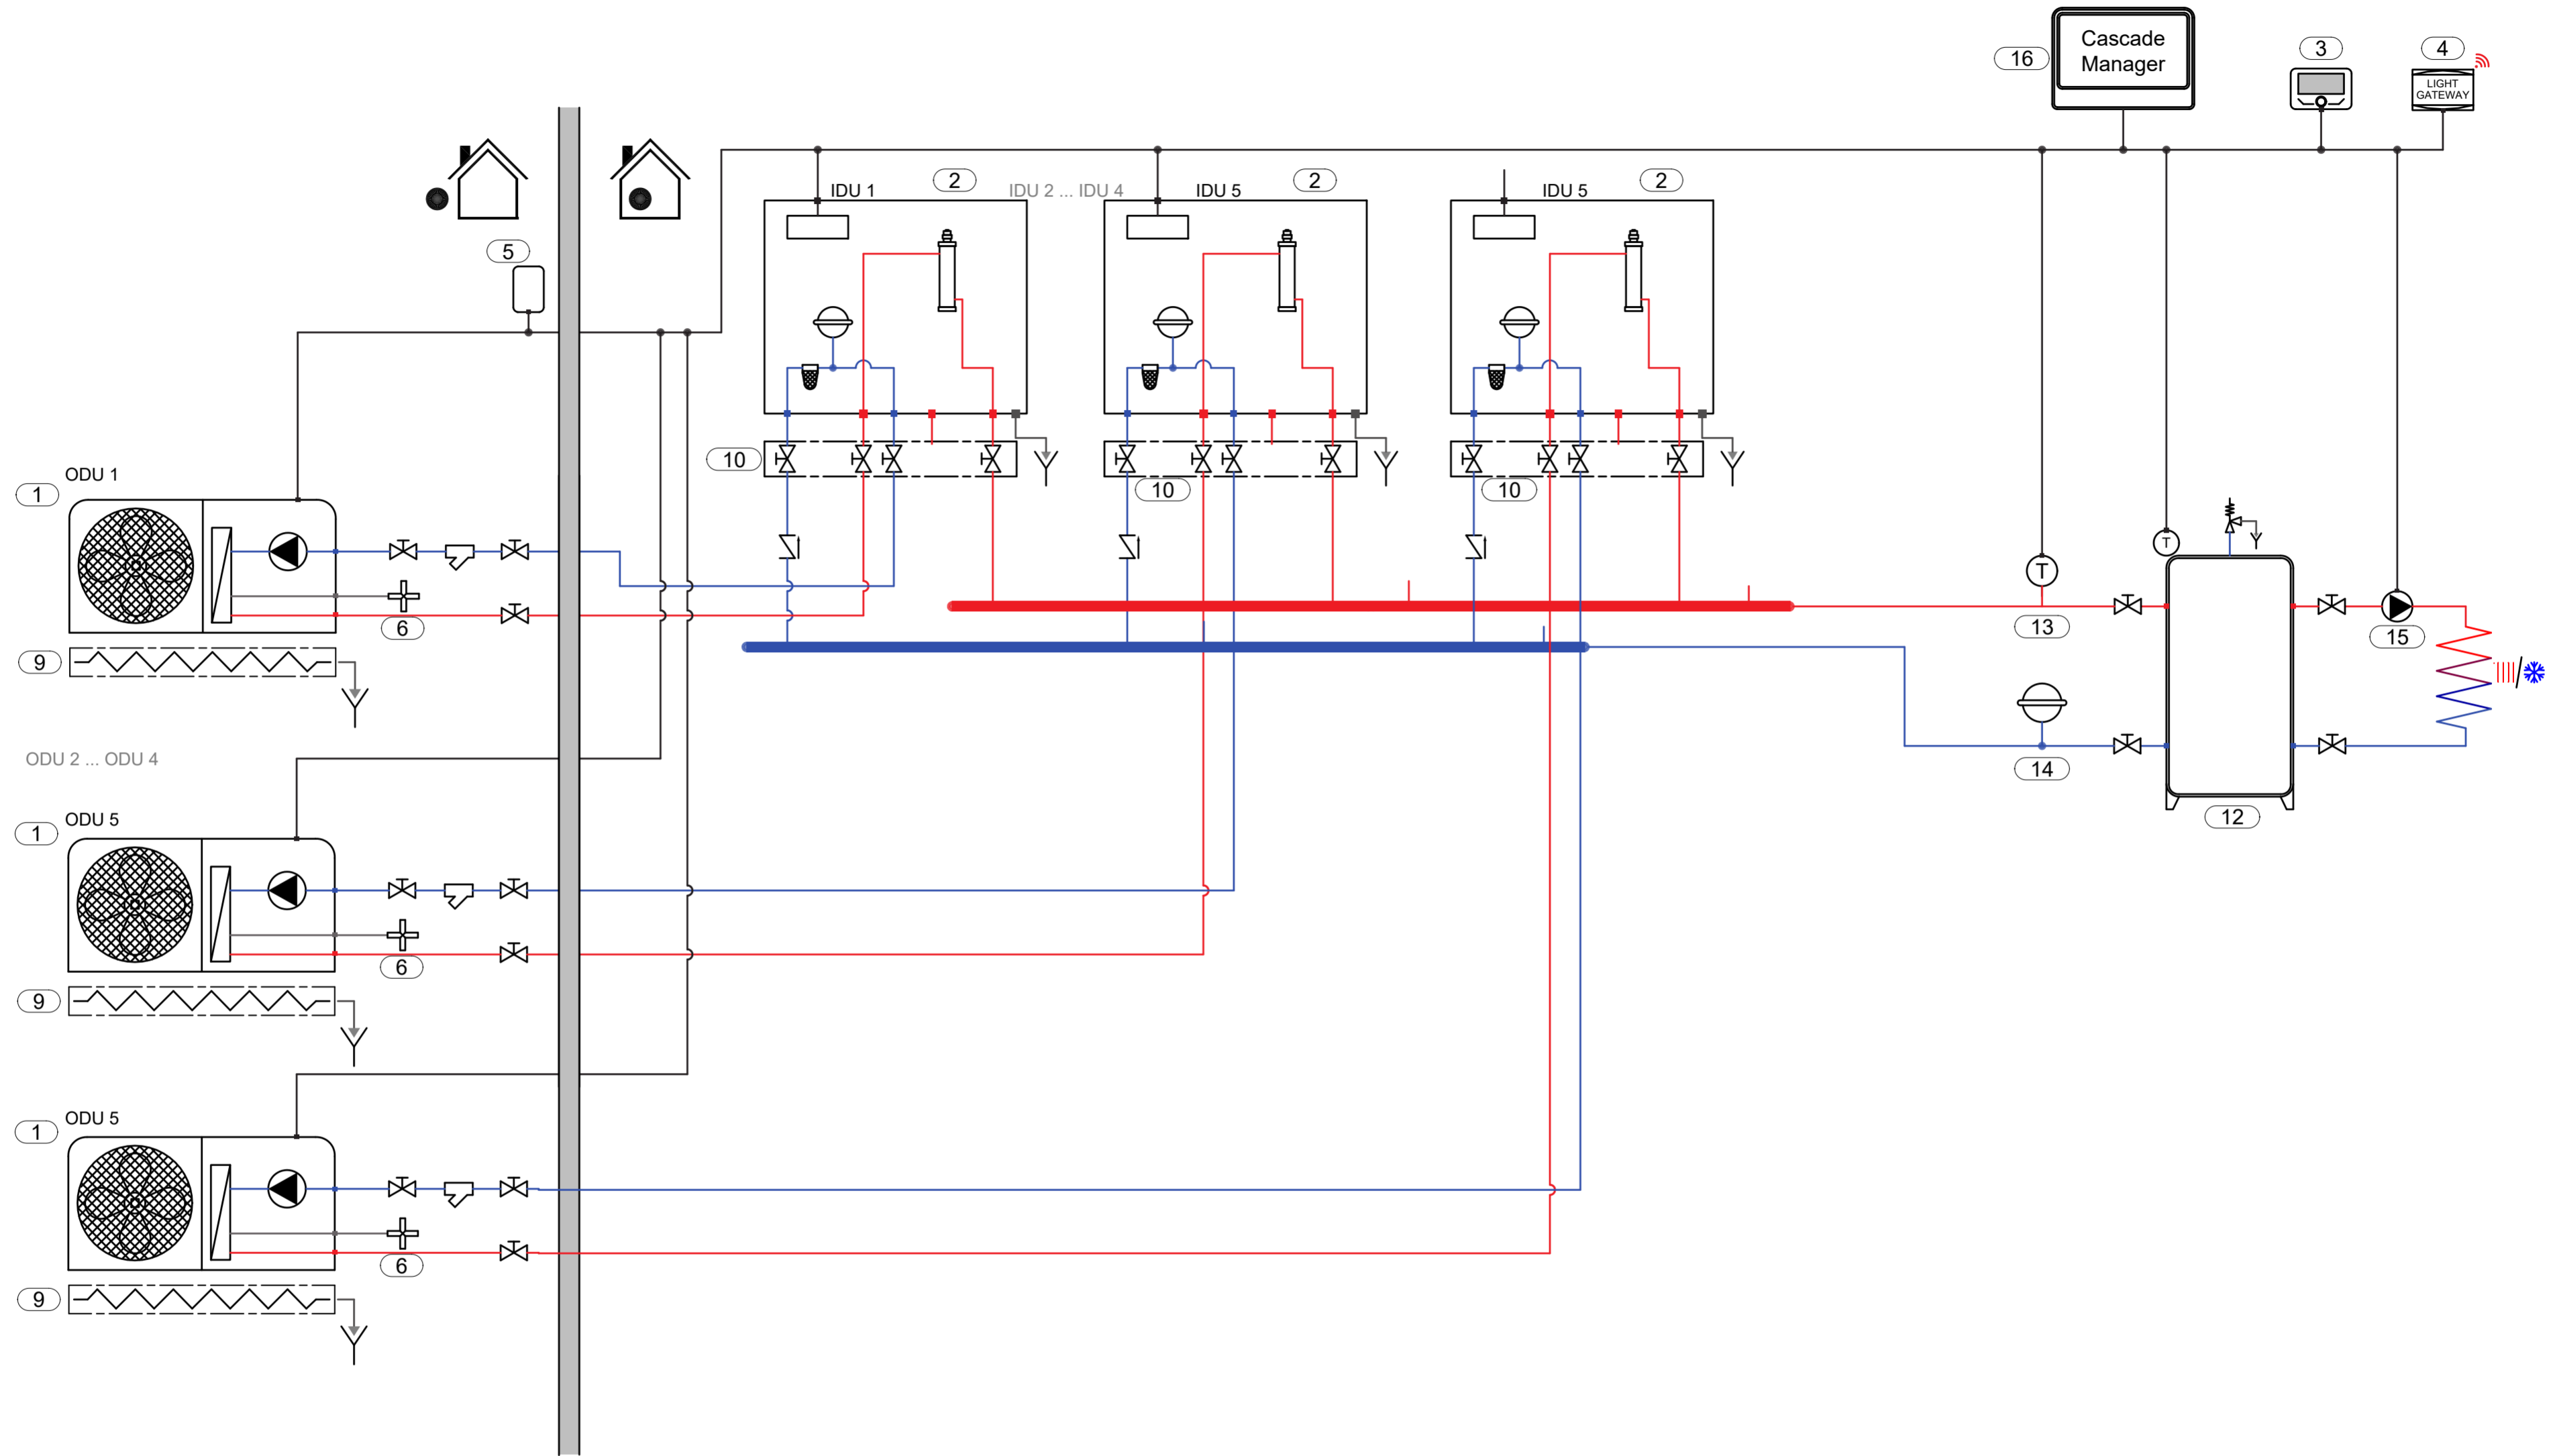 Cascade
Manager
16
3
4
LIGHT
GATEWAY
IDU 1
2
IDU 2 ... IDU 4
IDU 5
2
IDU 5
2
5
10
10
10
ODU 1
1
6
9
13
15
T
T
14
12
ODU 2 ... ODU 4
ODU 5
1
6
9
ODU 5
1
6
9